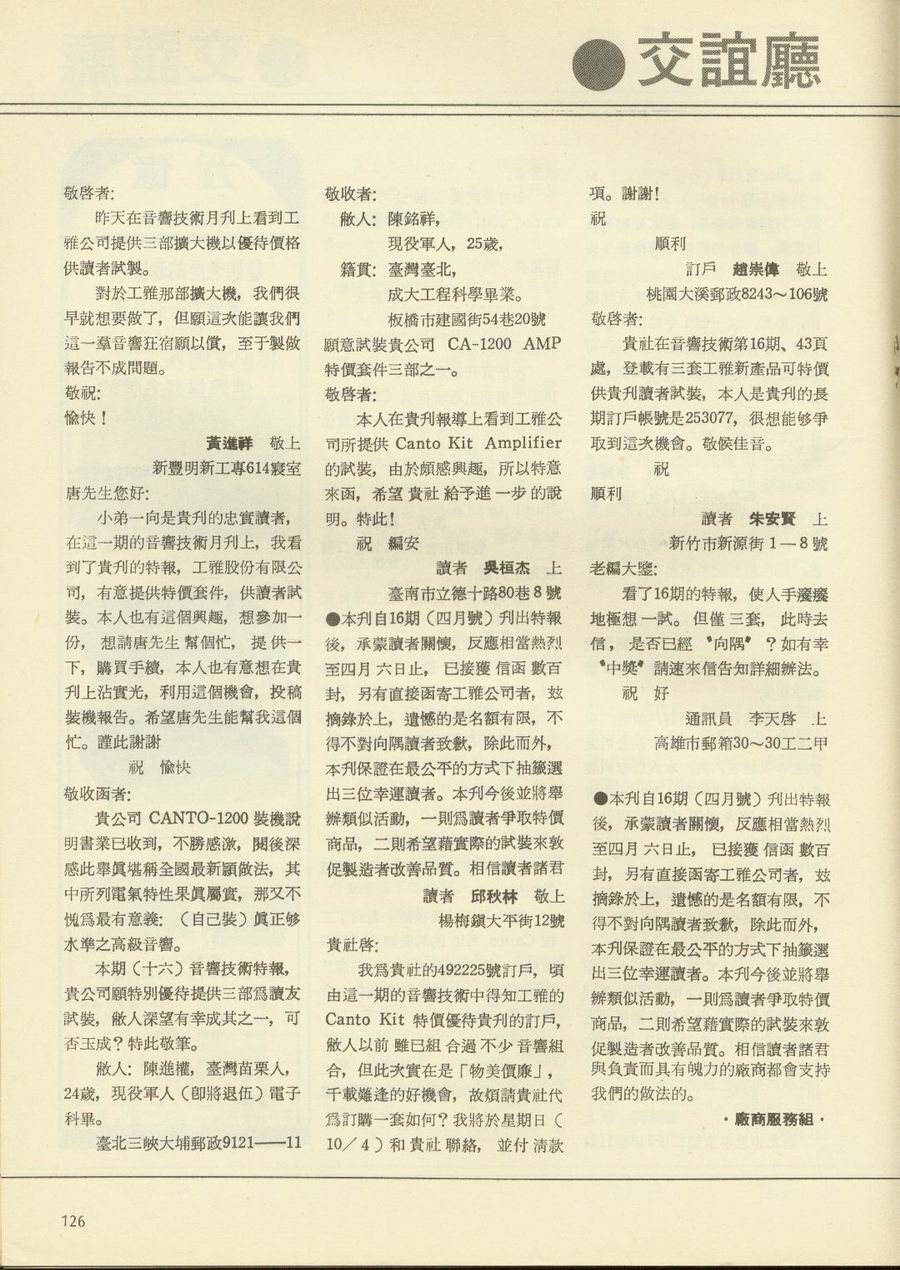 ●交誼廳
敬啓者:
昨天在音響技術月刋上看到工
雅公司提供三部擴大機以優待價格
供讀者試製。
對於工雅那部擴大機，我們很
早就想要做了，但願這次能讓我們
這一羣音響狂宿願以償，至于製做
報告不成問題。
敬祝:
愉快！
黃進祥 敬上
新豐明新工專614寢室
唐先生您好:
小弟一向是貴刋的忠實讀者，
在這一期的音響技術月刋上，我看
到了貴刋的特報，工雅股份有限公
司，有意提供特價套件，供讀者試
裝。本人也有這個興趣，想參加一
份，想請唐先生幫個忙，提供一
下，購買手續，本人也有意想在貴
刋上沾實光，利用這個機會，投稿
裝機報告。希望唐先生能幫我這個
忙。謹此謝謝
祝 愉快
敬收函者:
貴公司 CANTO-1200 裝機說
明書業已收到，不勝感激，閱後深
感此舉眞堪稱全國最新穎做法，其
中所列電氣特性果眞屬實，那又不
愧爲最有意義:（自己裝）眞正够
水準之高級音響。
本期（十六）音響技術特報，
貴公司願特別優待提供三部爲讀友
試裝，敝人深望有幸成其之一，可
否玉成？特此敬筆。
敝人: 陳進權，臺灣苗栗人，
24歲，現役軍人（卽將退伍）電子
科畢。
臺北三峽大埔郵政9121——11
敬收者:
敝人: 陳銘祥，
現役軍人，25歲，
籍貫: 臺灣臺北，
成大工程科學畢業。
板橋市建國街54巷20號
願意試裝貴公司 CA-1200 AMP
特價套件三部之一。
敬啓者:
本人在貴刋報導上看到工雅公
司所提供 Canto Kit Amplifier
的試裝，由於頗感興趣，所以特意
來函，希望貴社給予進一步的說
明。特此！
祝 編安
讀者 吳桓杰 上
臺南市立德十路80巷8號
●本刋自16期（四月號）刋出特報
後，承蒙讀者關懷，反應相當熱烈
至四月六日止，已接獲信函數百
封，另有直接函寄工雅公司者，玆
摘錄於上，遺憾的是名額有限，不
得不對向隅讀者致歉，除此而外，
本刋保證在最公平的方式下抽籤選
出三位幸運讀者。本刋今後並將舉
辦類似活動，一則爲讀者爭取特價
商品，二則希望藉實際的試裝來敦
促製造者改善品質。相信讀者諸君
讀者 邱秋林 敬上
楊梅鎭大平街12號
貴社啓:
我爲貴社的492225號訂戶，頃
由這一期的音響技術中得知工雅的
Canto Kit 特價優待貴刋的訂戶，
敝人以前雖已組合過不少音響組
合，但此次實在是「物美價廉」，
千載難逢的好機會，故煩請貴社代
爲訂購一套如何？我將於星期日（
10／4）和貴社聯絡，並付淸款
項。謝謝！
祝
順利
訂戶 趙崇偉 敬上
桃園大溪郵政8243～106號
敬啓者:
貴社在音響技術第16期、43頁
處，登載有三套工雅新產品可特價
供貴刋讀者試裝，本人是貴刋的長
期訂戶帳號是253077，很想能够爭
取到這次機會。敬候佳音。
祝
順利
讀者 朱安賢 上
新竹市新源街1—8號
老編大鑒:
看了16期的特報，使人手癢癢
地極想一試。但僅三套，此時去
信，是否已經〝向隅〞？如有幸
〝中獎〞請速來信告知詳細辦法。
祝 好
通訊員 李天啓 上
高雄市郵箱30～30工二甲
●本刋自16期（四月號）刋出特報
後，承蒙讀者關懷，反應相當熱烈
至四月六日止，已接獲信函數百
封，另有直接函寄工雅公司者，玆
摘錄於上，遺憾的是名額有限，不
得不對向隅讀者致歉，除此而外，
本刋保證在最公平的方式下抽籤選
出三位幸運讀者。本刋今後並將舉
辦類似活動，一則爲讀者爭取特價
商品，二則希望藉實際的試裝來敦
促製造者改善品質。相信讀者諸君
與負責而具有魄力的廠商都會支持
我們的做法的。
·廠商服務組·
126